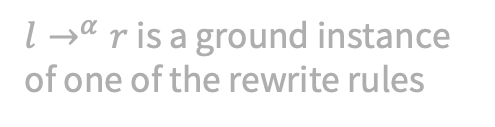 l →^α r is a ground instance
of one of the rewrite rules